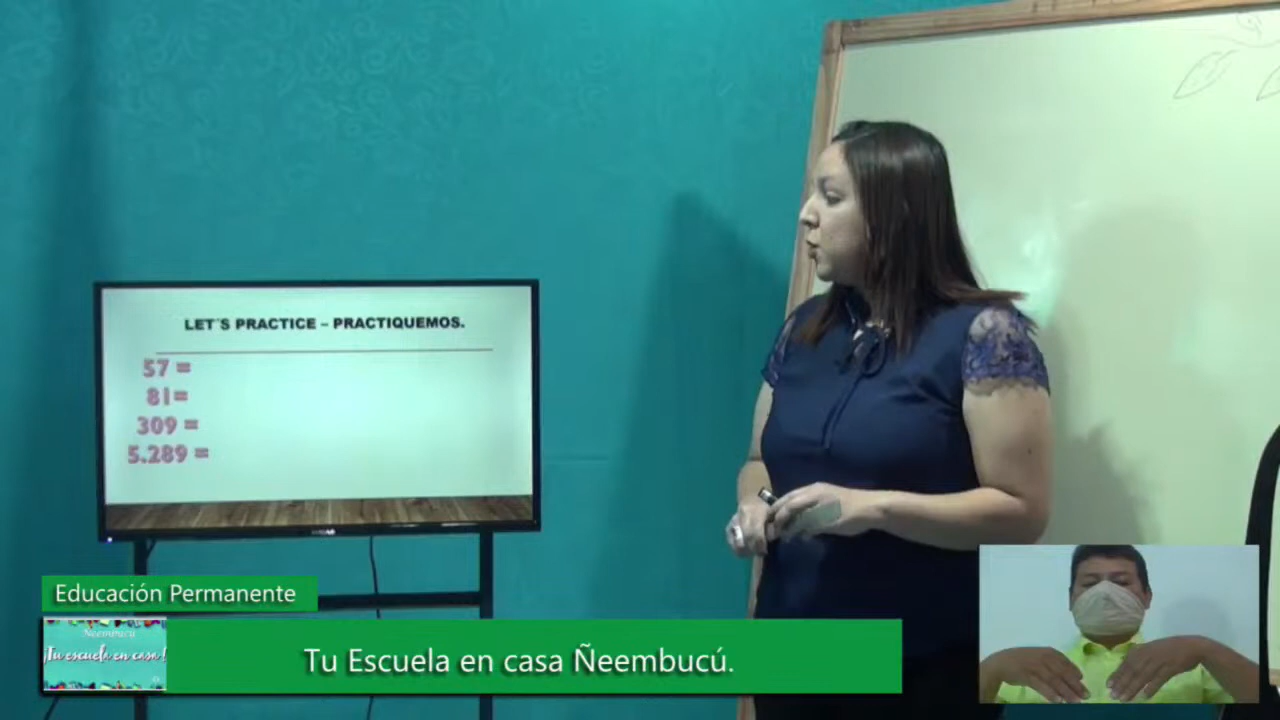 LET´S PRACTICE – PRACTIQUEMOS.
57 =
81=
309 =
5.289 =
Educación Permanente
Ñeembucú
¡Tu escuela en casa!
Tu Escuela en casa Ñeembucú.